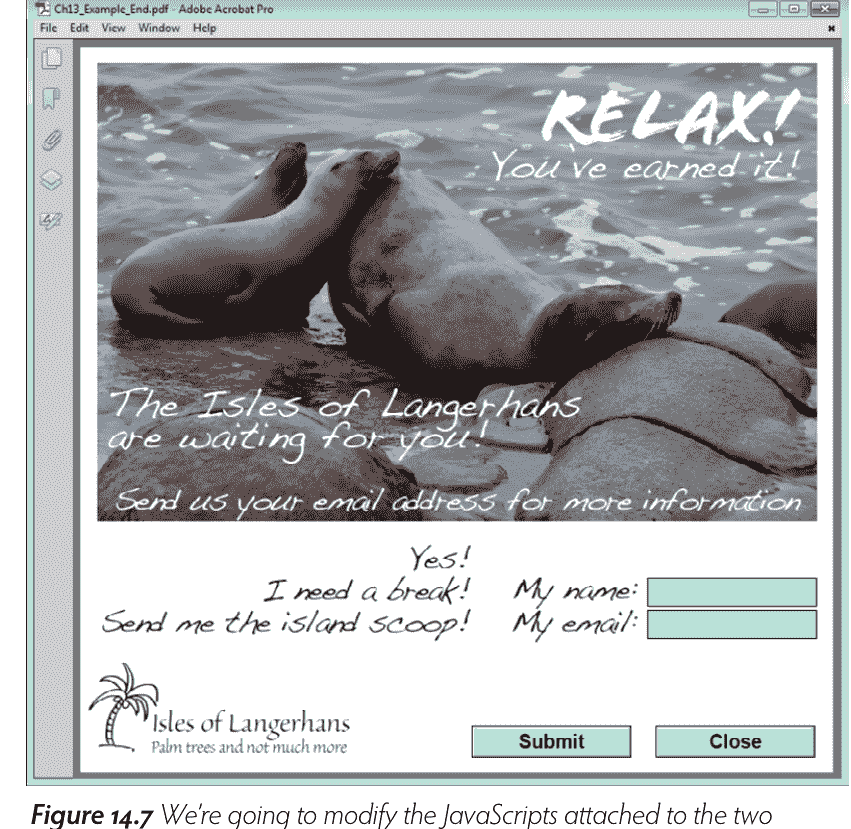 Ch13_Example_End.pdf - Adobe Acrobat Pro
File Edit View Window Help
RELAX!
You've earned it!
The Isles of Langerhans
are waiting for you!
Send us your email address for more information
Yes!
I need a break!
My name:
Send me the island scoop!
My email:
Isles of Langerhans
Palm trees and not much more
Submit
Close
Figure 14.7 We're going to modify the JavaScripts attached to the two